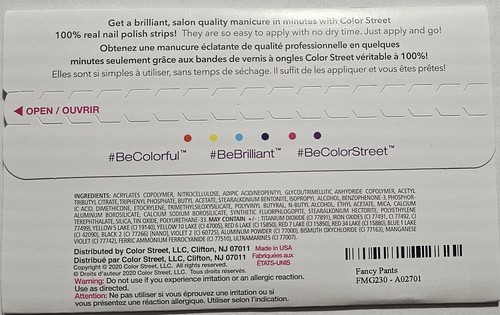 Get a brilliant, salon quality manicure in minutes with Color Street
100% real nail polish strips! They are so easy to apply with no dry time. Just apply and go!
Obtenez une manucure éclatante de qualité professionnelle en quelques
minutes seulement grâce aux bandes de vernis à ongles Color Street véritable à 100%!
Elles sont si simples à utiliser, sans temps de séchage. Il suffit de les appliquer et vous êtes prêtes!
OPEN / OUVRIR
#BeColorful™ #BeBrilliant™ #BeColorStreet™
INGREDIENTS: ACRYLATES COPOLYMER, NITROCELLULOSE, ADIPIC ACID/NEOPENTYL GLYCOL/TRIMELLITIC ANHYDRIDE COPOLYMER, ACETYL
TRIBUTYL CITRATE, TRIPHENYL PHOSPHATE, BUTYL ACETATE, STEARALKONIUM BENTONITE, ISOPROPYL ALCOHOL, BENZOPHENONE-3, PHOSPHOR-
IC ACID, DIMETHICONE, ETOCRYLENE, TRIMETHYLSILOXYSILICATE, POLYVINYL BUTYRAL, N-BUTYL ALCOHOL, ETHYL ACETATE, MICA, CALCIUM
ALUMINUM BOROSILICATE, CALCIUM SODIUM BOROSILICATE, SYNTHETIC FLUORPHLOGOPITE, STEARALKONIUM HECTORITE, POLYETHYLENE
TEREPHTHALATE, SILICA, TIN OXIDE, POLYURETHANE-33. MAY CONTAIN +/- : TITANIUM DIOXIDE (CI 77891), IRON OXIDES (CI 77491, CI 77492, CI
77499), YELLOW 5 LAKE (CI 19140), YELLOW 10 LAKE (CI 47005), RED 6 LAKE (CI 15850), RED 7 LAKE (CI 15850), RED 34 LAKE (CI 15880), BLUE 1 LAKE
(CI 42090), BLACK 2 (CI 77266) [NANO], VIOLET 2 (CI 60725), ALUMINUM POWDER (CI 77000), BISMUTH OXYCHLORIDE (CI 77163), MANGANESE
VIOLET (CI 77742), FERRIC AMMONIUM FERROCYANIDE (CI 77510), ULTRAMARINES (CI 77007).
Distributed by Color Street, LLC, Clifton, NJ 07011 Made in USA
Distribué par Color Street, LLC, Clifton, NJ 07011 Fabriquées aux
Copyright © 2020 Color Street, LLC. All rights reserved. ÉTATS-UNIS
© Droits d'auteur 2020 Color Street, LLC. Tous droits réservés.
Warning: Do not use if you experience irritation or an allergic reaction.
Use as directed.
Attention: Ne pas utiliser si vous éprouvez une irritation ou si
vous présentez une réaction allergique. Utiliser selon l'indication.
Fancy Pants
FMG230 - A02701